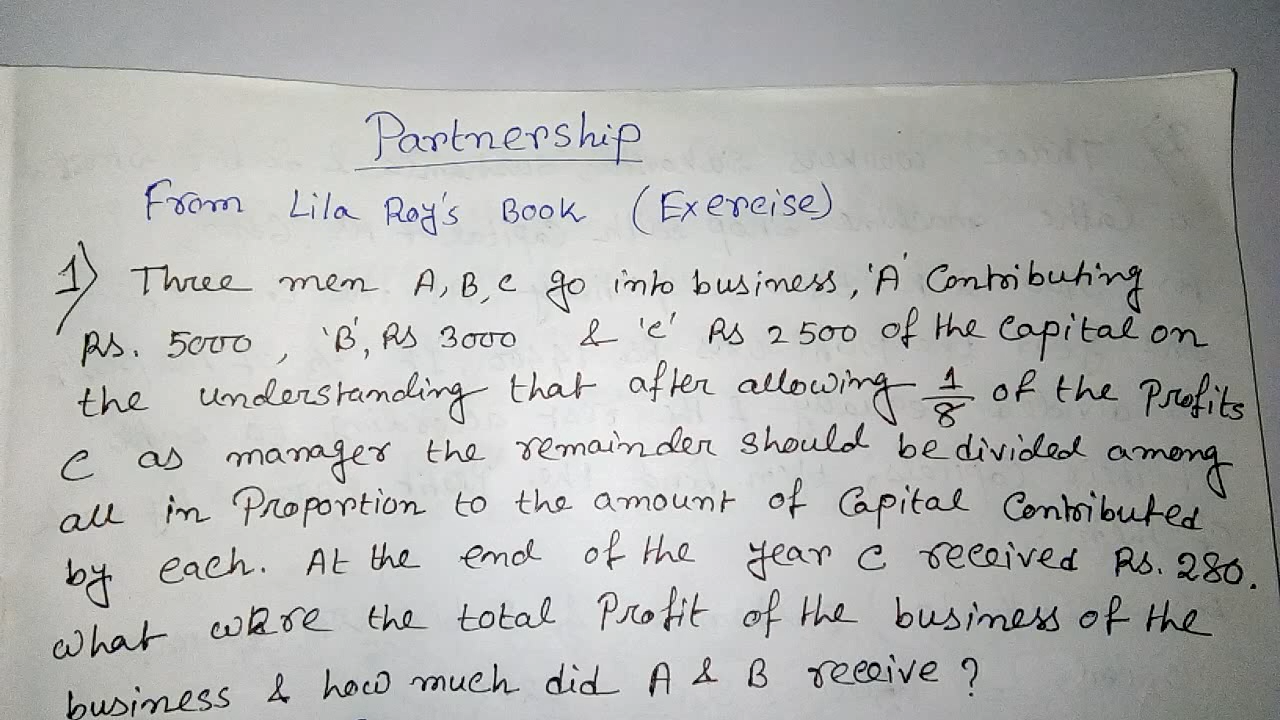 Partnership
From Lila Roy's Book (Exercise)
1) Three men A, B, C go into business, 'A' Contributing
Rs. 5000, 'B', Rs 3000 & 'C' Rs 2500 of the Capital on
the understanding that after allowing 1/8 of the Profits
C as manager the remainder should be divided among
all in Proportion to the amount of Capital Contributed
by each. At the end of the year C received Rs. 280.
What were the total Profit of the business of the
business & how much did A & B receive?